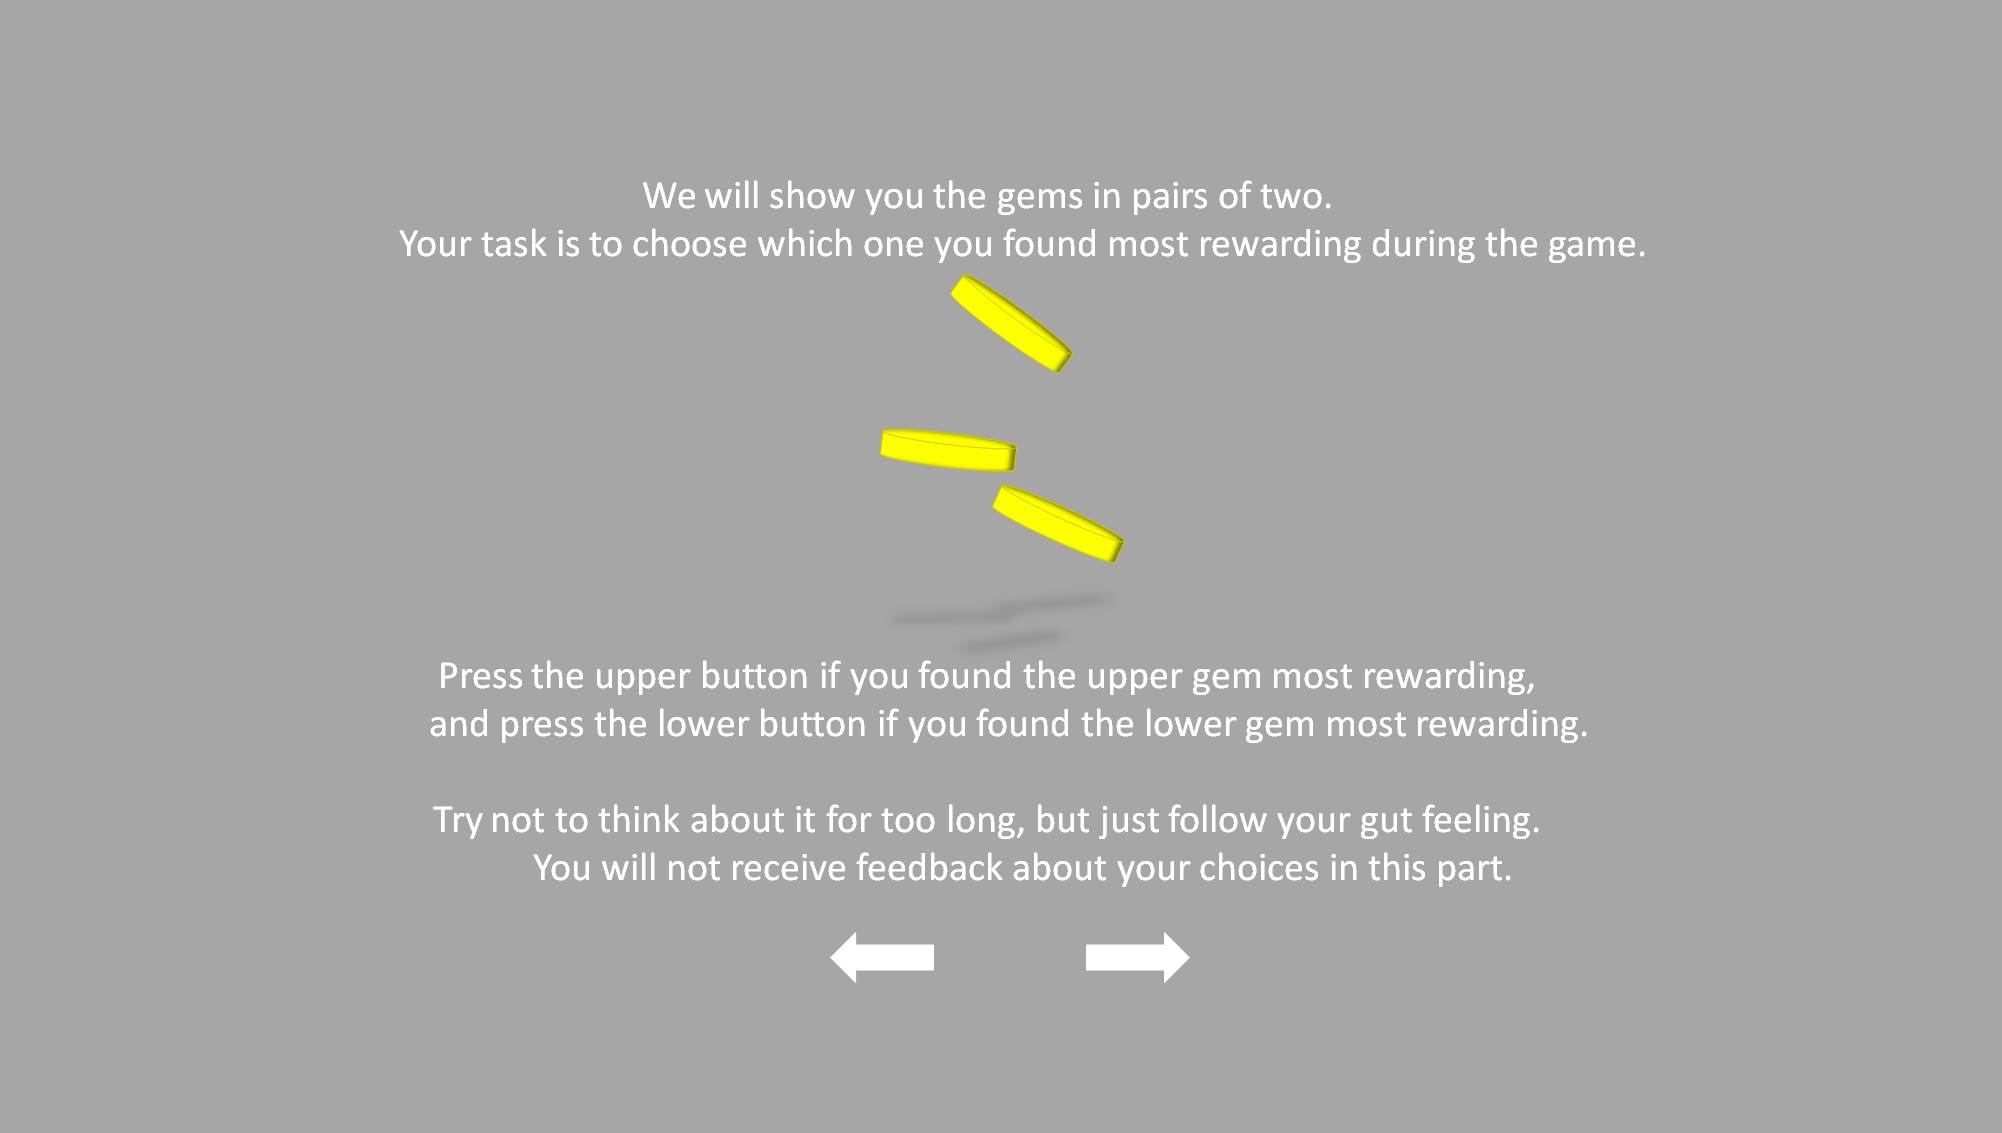 We will show you the gems in pairs of two.
Your task is to choose which one you found most rewarding during the game.
Press the upper button if you found the upper gem most rewarding,
and press the lower button if you found the lower gem most rewarding.
Try not to think about it for too long, but just follow your gut feeling.
You will not receive feedback about your choices in this part.